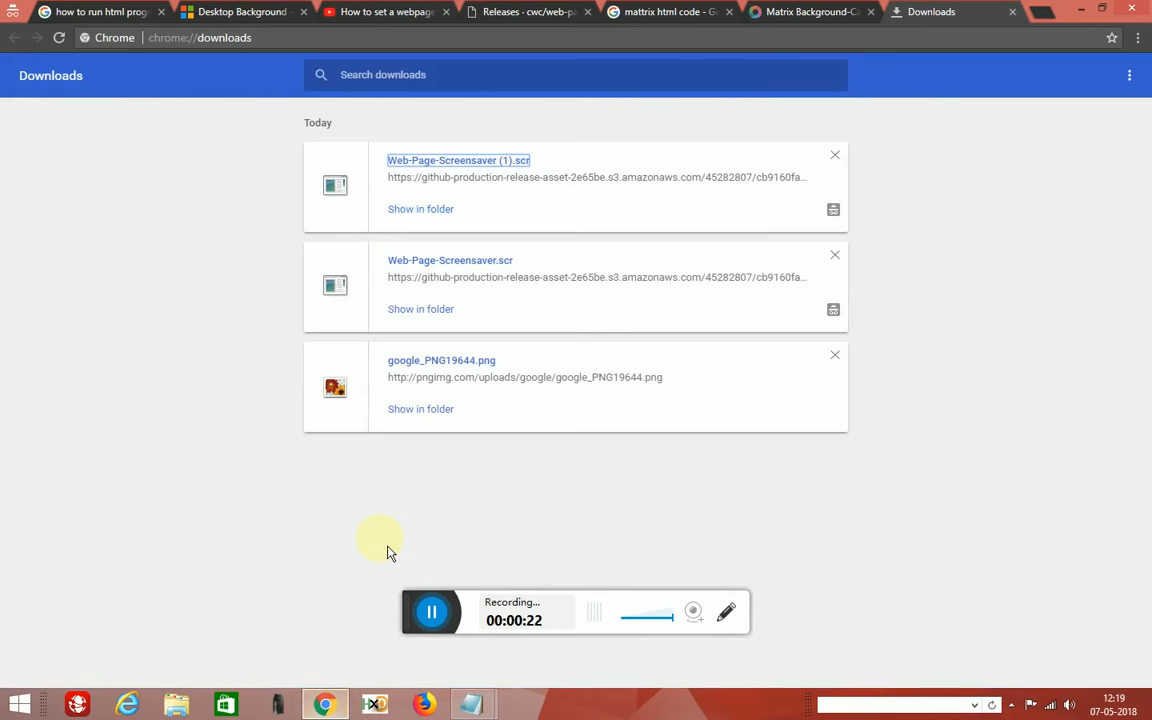 how to run html prog
Desktop Background -
How to set a webpage
Releases · cwc/web-pa
mattrix html code - Go
Matrix Background-Ca
Downloads
Chrome
chrome://downloads
Downloads
Search downloads
Today
Web-Page-Screensaver (1).scr
https://github-production-release-asset-2e65be.s3.amazonaws.com/45282807/cb9160fa...
Show in folder
Web-Page-Screensaver.scr
https://github-production-release-asset-2e65be.s3.amazonaws.com/45282807/cb9160fa...
Show in folder
google_PNG19644.png
http://pngimg.com/uploads/google/google_PNG19644.png
Show in folder
Recording...
00:00:22
12:19
07-05-2018